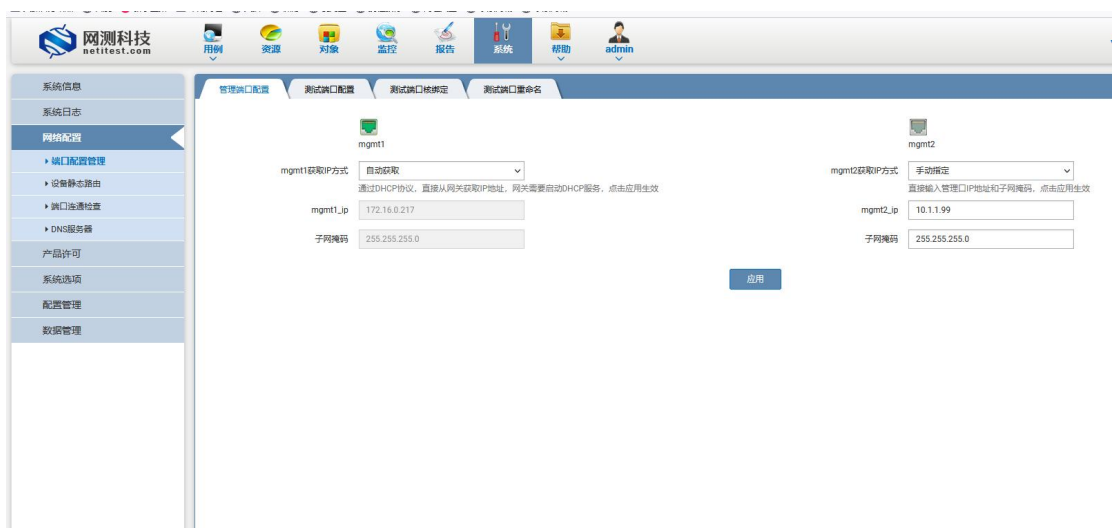 网测科技
netitest.com
用例
资源
对象
监控
报告
系统
帮助
admin
系统信息
系统日志
网络配置
端口配置管理
设备静态路由
端口连通检查
DNS服务器
产品许可
系统选项
配置管理
数据管理
管理端口配置
测试端口配置
测试端口核绑定
测试端口重命名
mgmt1
mgmt1获取IP方式
自动获取
通过DHCP协议,直接从网关获取IP地址,网关需要启动DHCP服务,点击应用生效
mgmt1_ip
172.16.0.217
子网掩码
255.255.255.0
mgmt2
mgmt2获取IP方式
手动指定
直接输入管理口IP地址和子网掩码,点击应用生效
mgmt2_ip
10.1.1.99
子网掩码
255.255.255.0
应用